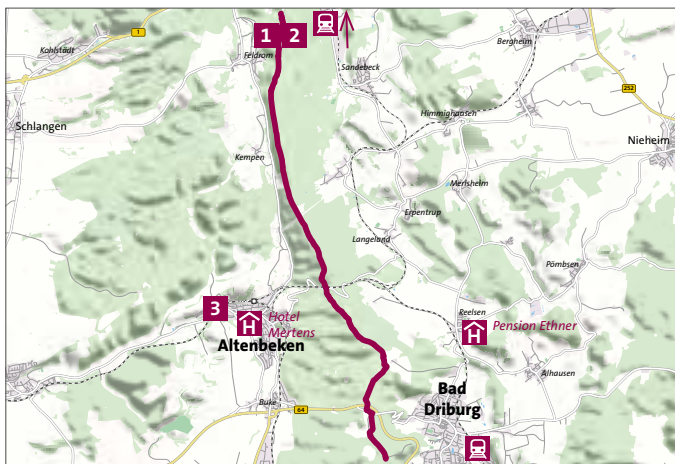 Kohlstädt
1
1 2
Feldrom
Sandebeck
Bergheim
252
Schlangen
Himmighausen
Nieheim
Kempen
Merlsheim
Erpentrup
Langeland
Pömbsen
3
H
Hotel
Mertens
Altenbeken
Reelsen
H
Pension Ethner
Bad
Driburg
Alhausen
Buke
64